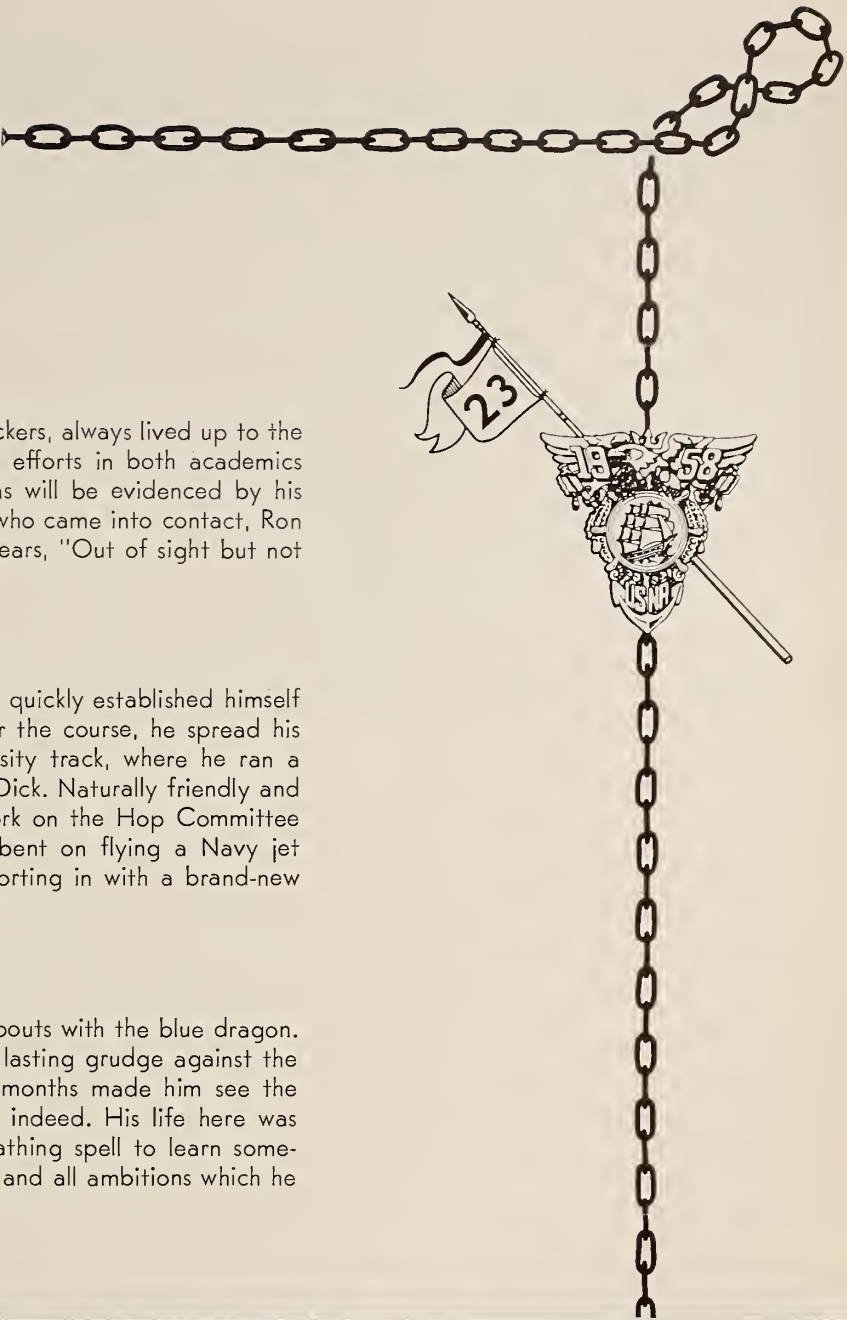 23
19 58
USNA
ckers, always lived up to the
efforts in both academics
as will be evidenced by his
who came into contact, Ron
ears, "Out of sight but not
quickly established himself
r the course, he spread his
sity track, where he ran a
Dick. Naturally friendly and
rk on the Hop Committee
bent on flying a Navy jet
orting in with a brand-new
bouts with the blue dragon.
lasting grudge against the
months made him see the
indeed. His life here was
athing spell to learn some-
and all ambitions which he